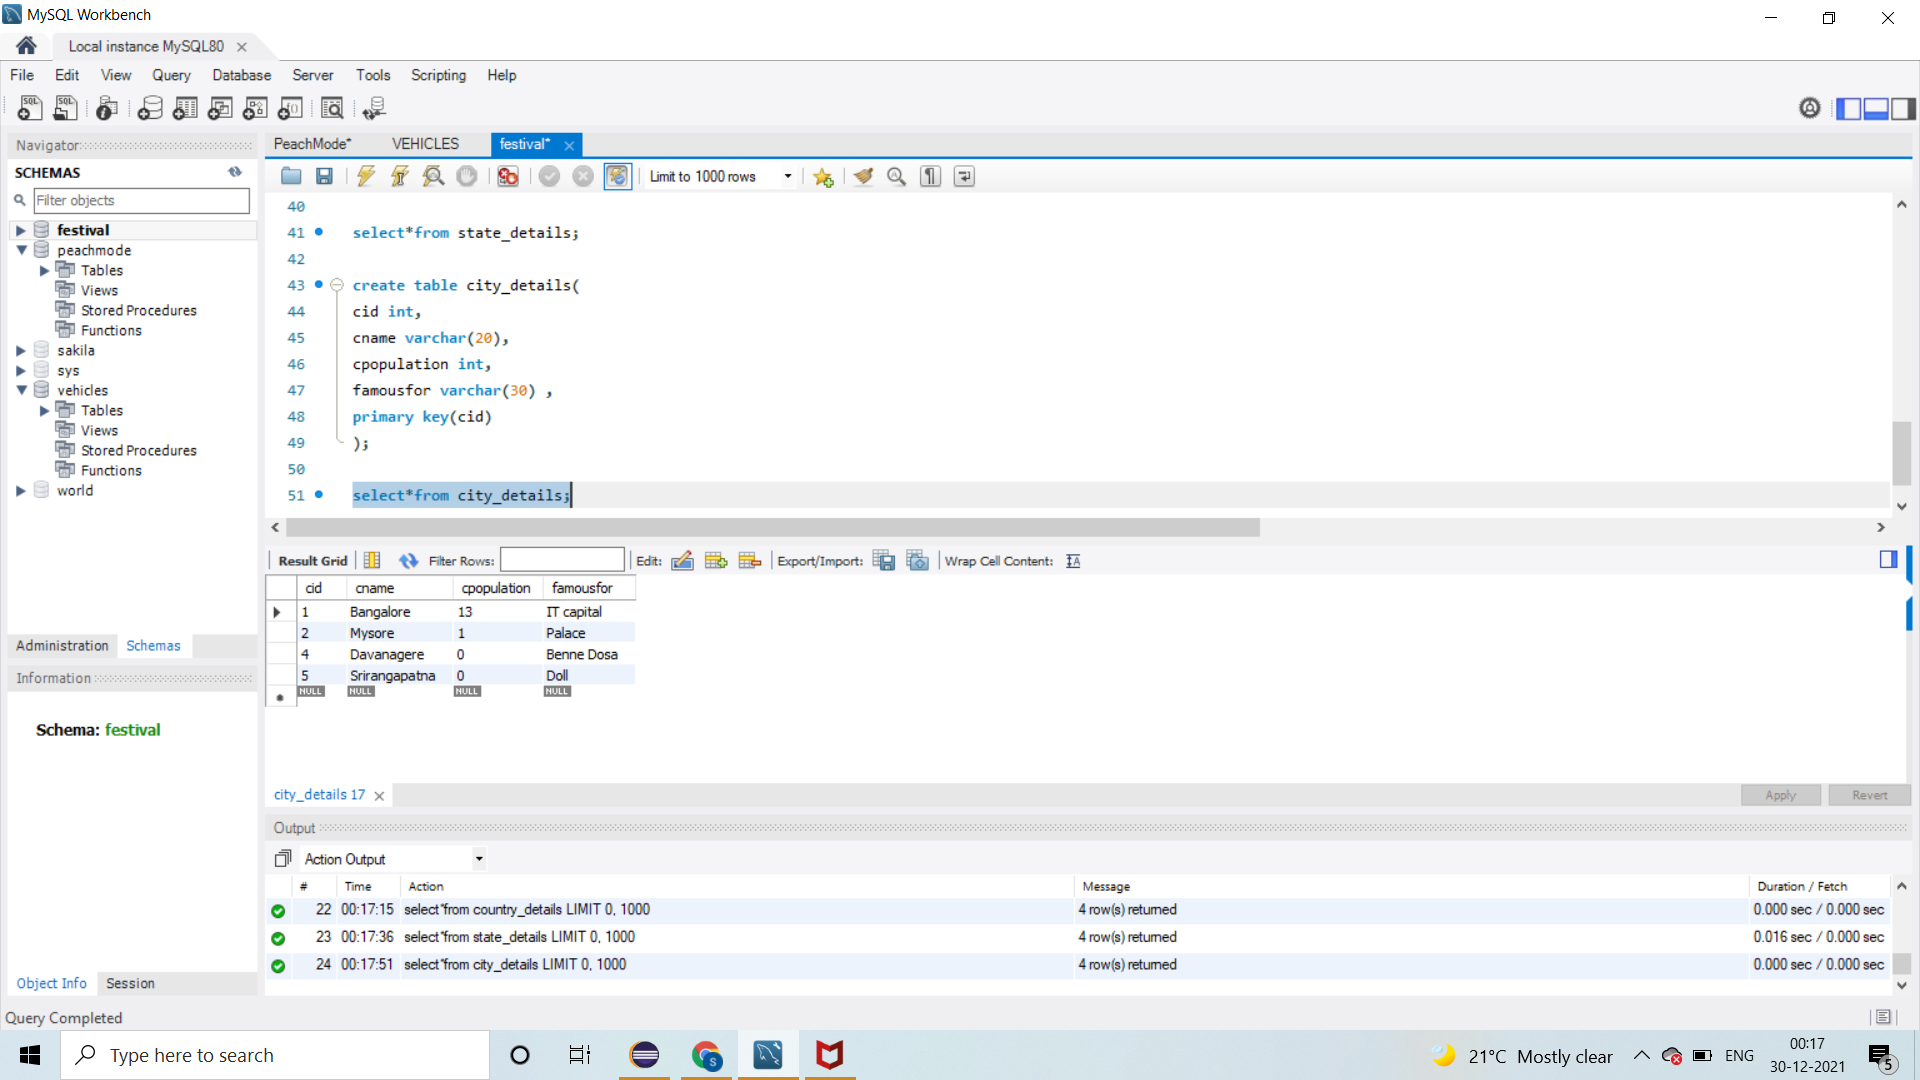 MySQL Workbench
Local instance MySQL80
File Edit View Query Database Server Tools Scripting Help
Navigator
SCHEMAS
Filter objects
festival
peachmode
Tables
Views
Stored Procedures
Functions
sakila
sys
vehicles
Tables
Views
Stored Procedures
Functions
world
Administration Schemas
Information
Schema: festival
Object Info Session
PeachMode* VEHICLES festival*
Limit to 1000 rows
40
41 select*from state_details;
42
43 create table city_details(
44 cid int,
45 cname varchar(20),
46 cpopulation int,
47 famousfor varchar(30) ,
48 primary key(cid)
49 );
50
51 select*from city_details;
Result Grid Filter Rows: Edit: Export/Import: Wrap Cell Content:
cid cname cpopulation famousfor
1 Bangalore 13 IT capital
2 Mysore 1 Palace
4 Davanagere 0 Benne Dosa
5 Srirangapatna 0 Doll
NULL NULL NULL NULL
city_details 17
Apply Revert
Output
Action Output
# Time Action Message Duration / Fetch
22 00:17:15 select*from country_details LIMIT 0, 1000 4 row(s) returned 0.000 sec / 0.000 sec
23 00:17:36 select*from state_details LIMIT 0, 1000 4 row(s) returned 0.016 sec / 0.000 sec
24 00:17:51 select*from city_details LIMIT 0, 1000 4 row(s) returned 0.000 sec / 0.000 sec
Query Completed
Type here to search
21°C Mostly clear
ENG
00:17
30-12-2021
5